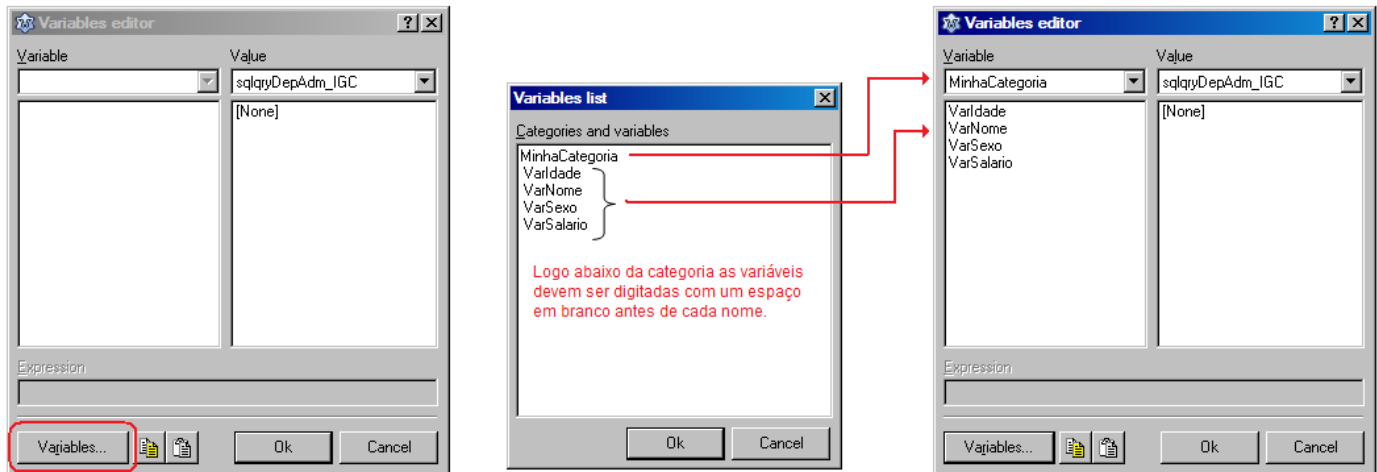 Variables editor
Variable
Value
sqlqryDepAdm_IGC
[None]
Expression
Variables...
Ok
Cancel
Variables list
Categories and variables
MinhaCategoria
VarIdade
VarNome
VarSexo
VarSalario
Logo abaixo da categoria as variáveis
devem ser digitadas com um espaço
em branco antes de cada nome.
Ok
Cancel
Variables editor
Variable
Value
MinhaCategoria
sqlqryDepAdm_IGC
VarIdade
VarNome
VarSexo
VarSalario
[None]
Expression
Variables...
Ok
Cancel